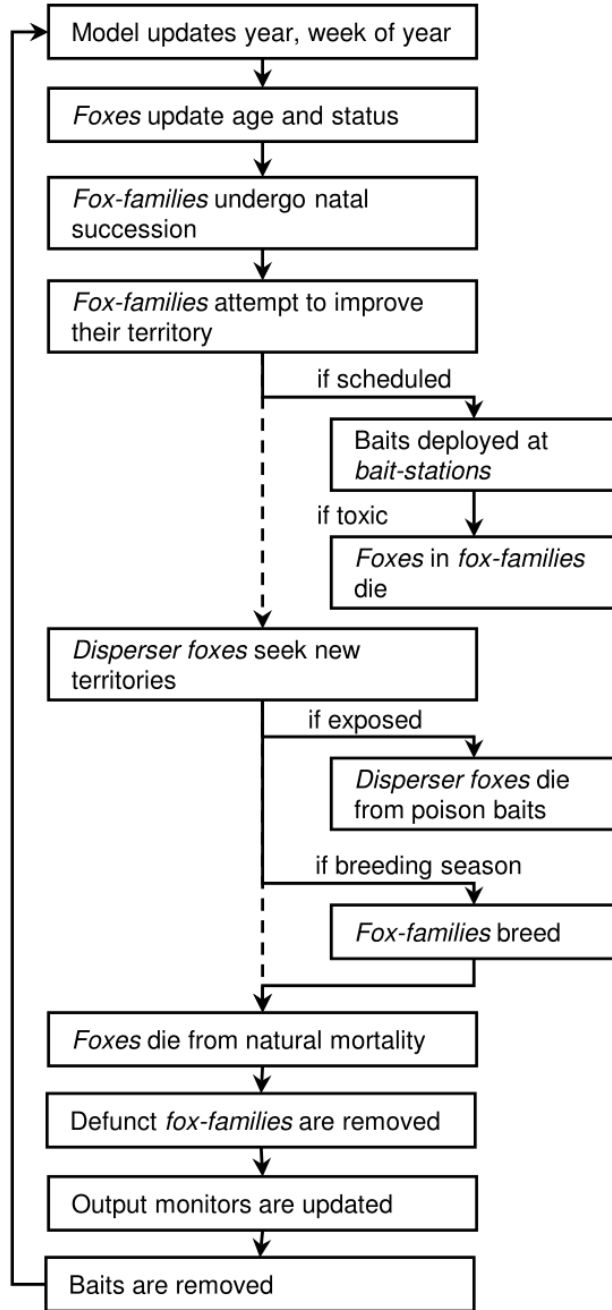 Model updates year, week of year
Foxes update age and status
Fox-families undergo natal
succession
Fox-families attempt to improve
their territory
if scheduled
Baits deployed at
bait-stations
if toxic
Foxes in fox-families
die
Disperser foxes seek new
territories
if exposed
Disperser foxes die
from poison baits
if breeding season
Fox-families breed
Foxes die from natural mortality
Defunct fox-families are removed
Output monitors are updated
Baits are removed